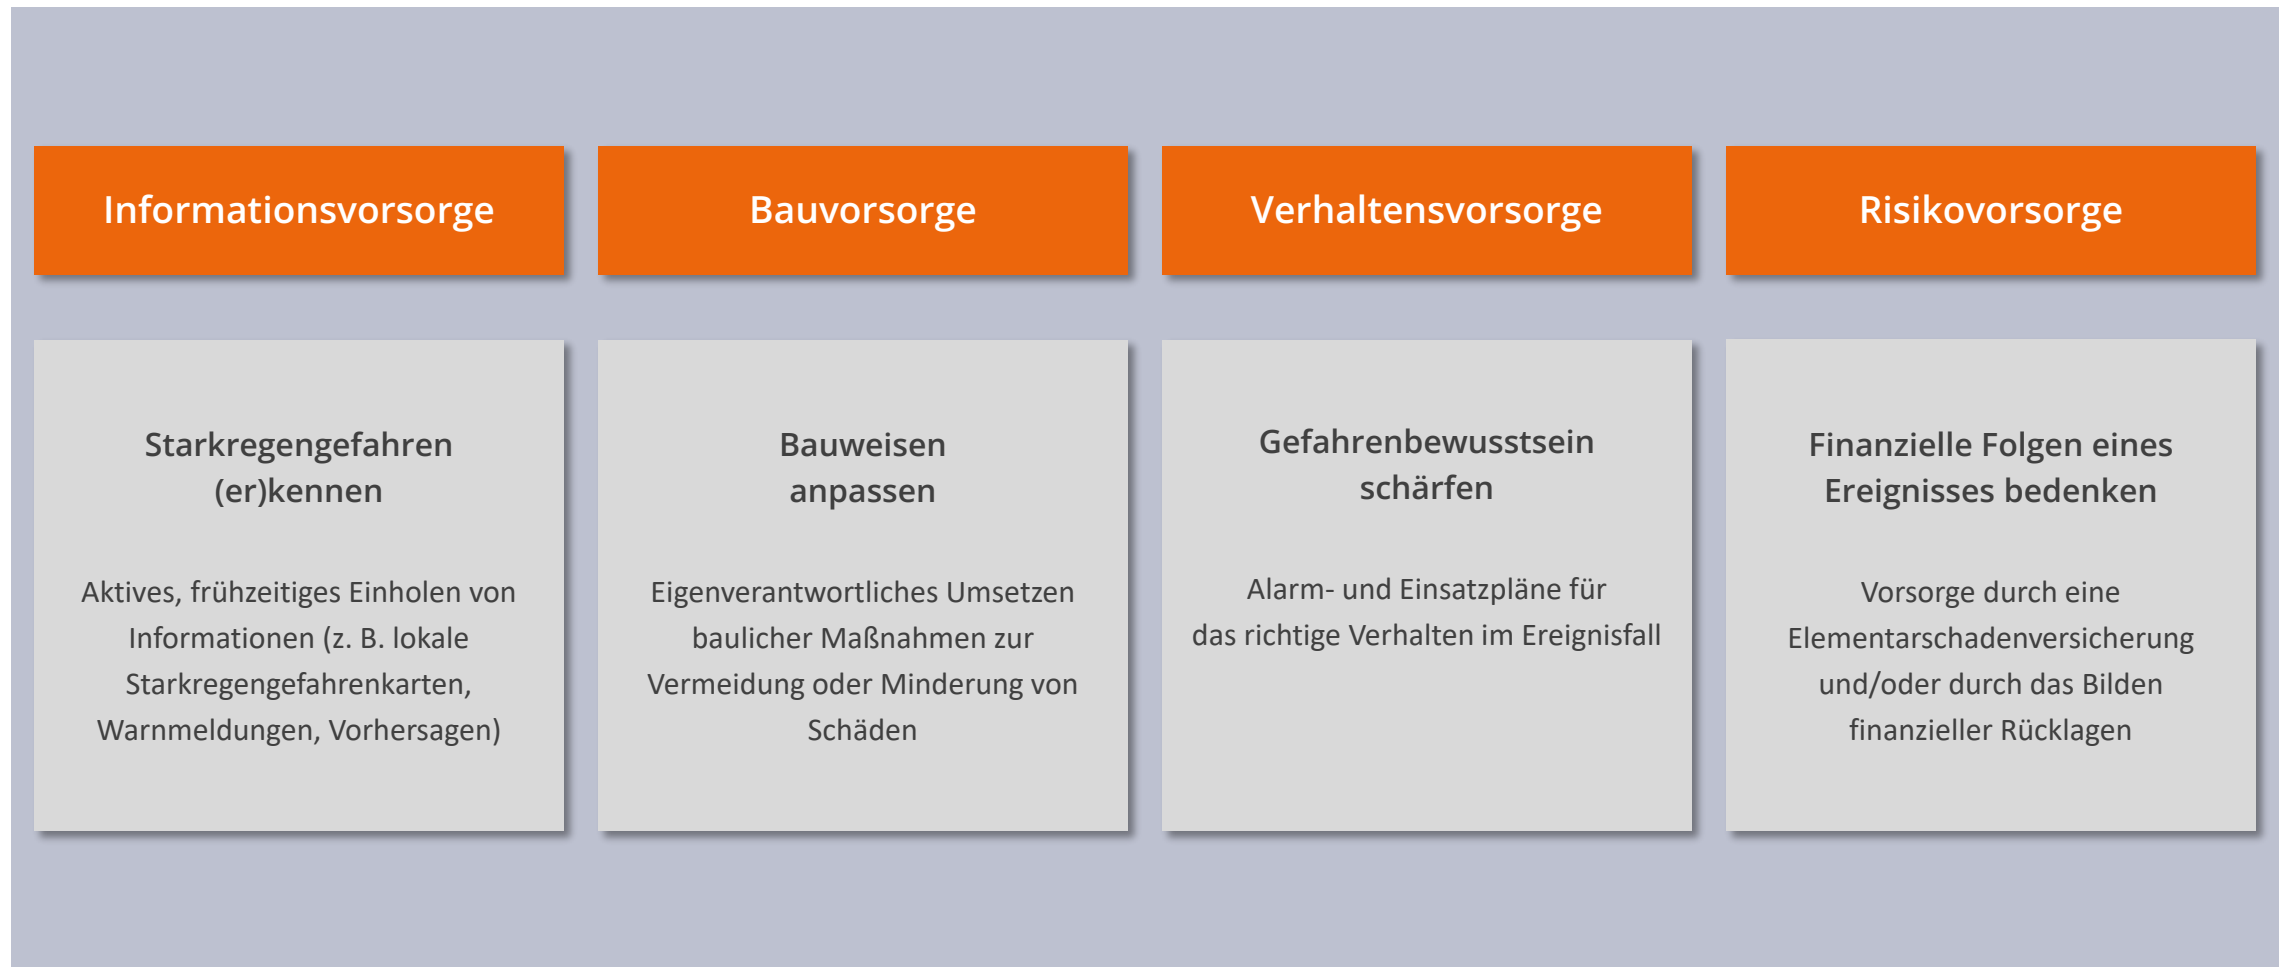 Informationsvorsorge
Starkregengefahren
(er)kennen
Aktives, frühzeitiges Einholen von
Informationen (z. B. lokale
Starkregengefahrenkarten,
Warnmeldungen, Vorhersagen)
Bauvorsorge
Bauweisen
anpassen
Eigenverantwortliches Umsetzen
baulicher Maßnahmen zur
Vermeidung oder Minderung von
Schäden
Verhaltensvorsorge
Gefahrenbewusstsein
schärfen
Alarm- und Einsatzpläne für
das richtige Verhalten im Ereignisfall
Risikovorsorge
Finanzielle Folgen eines
Ereignisses bedenken
Vorsorge durch eine
Elementarschadenversicherung
und/oder durch das Bilden
finanzieller Rücklagen